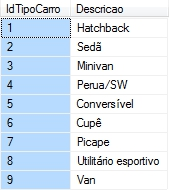 IdTipoCarro Descricao
1 Hatchback
2 Sedã
3 Minivan
4 Perua/SW
5 Conversível
6 Cupê
7 Picape
8 Utilitário esportivo
9 Van